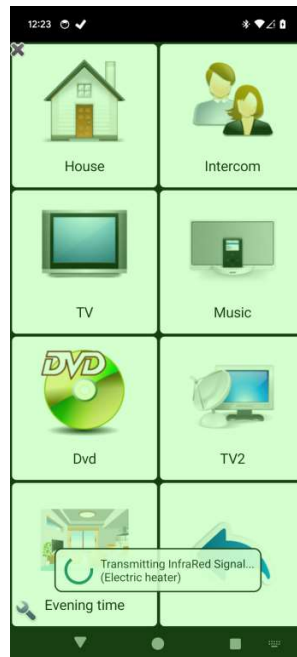 12:23
House
Intercom
TV
Music
DVD
Dvd
TV2
Transmitting InfraRed Signal...
(Electric heater)
Evening time